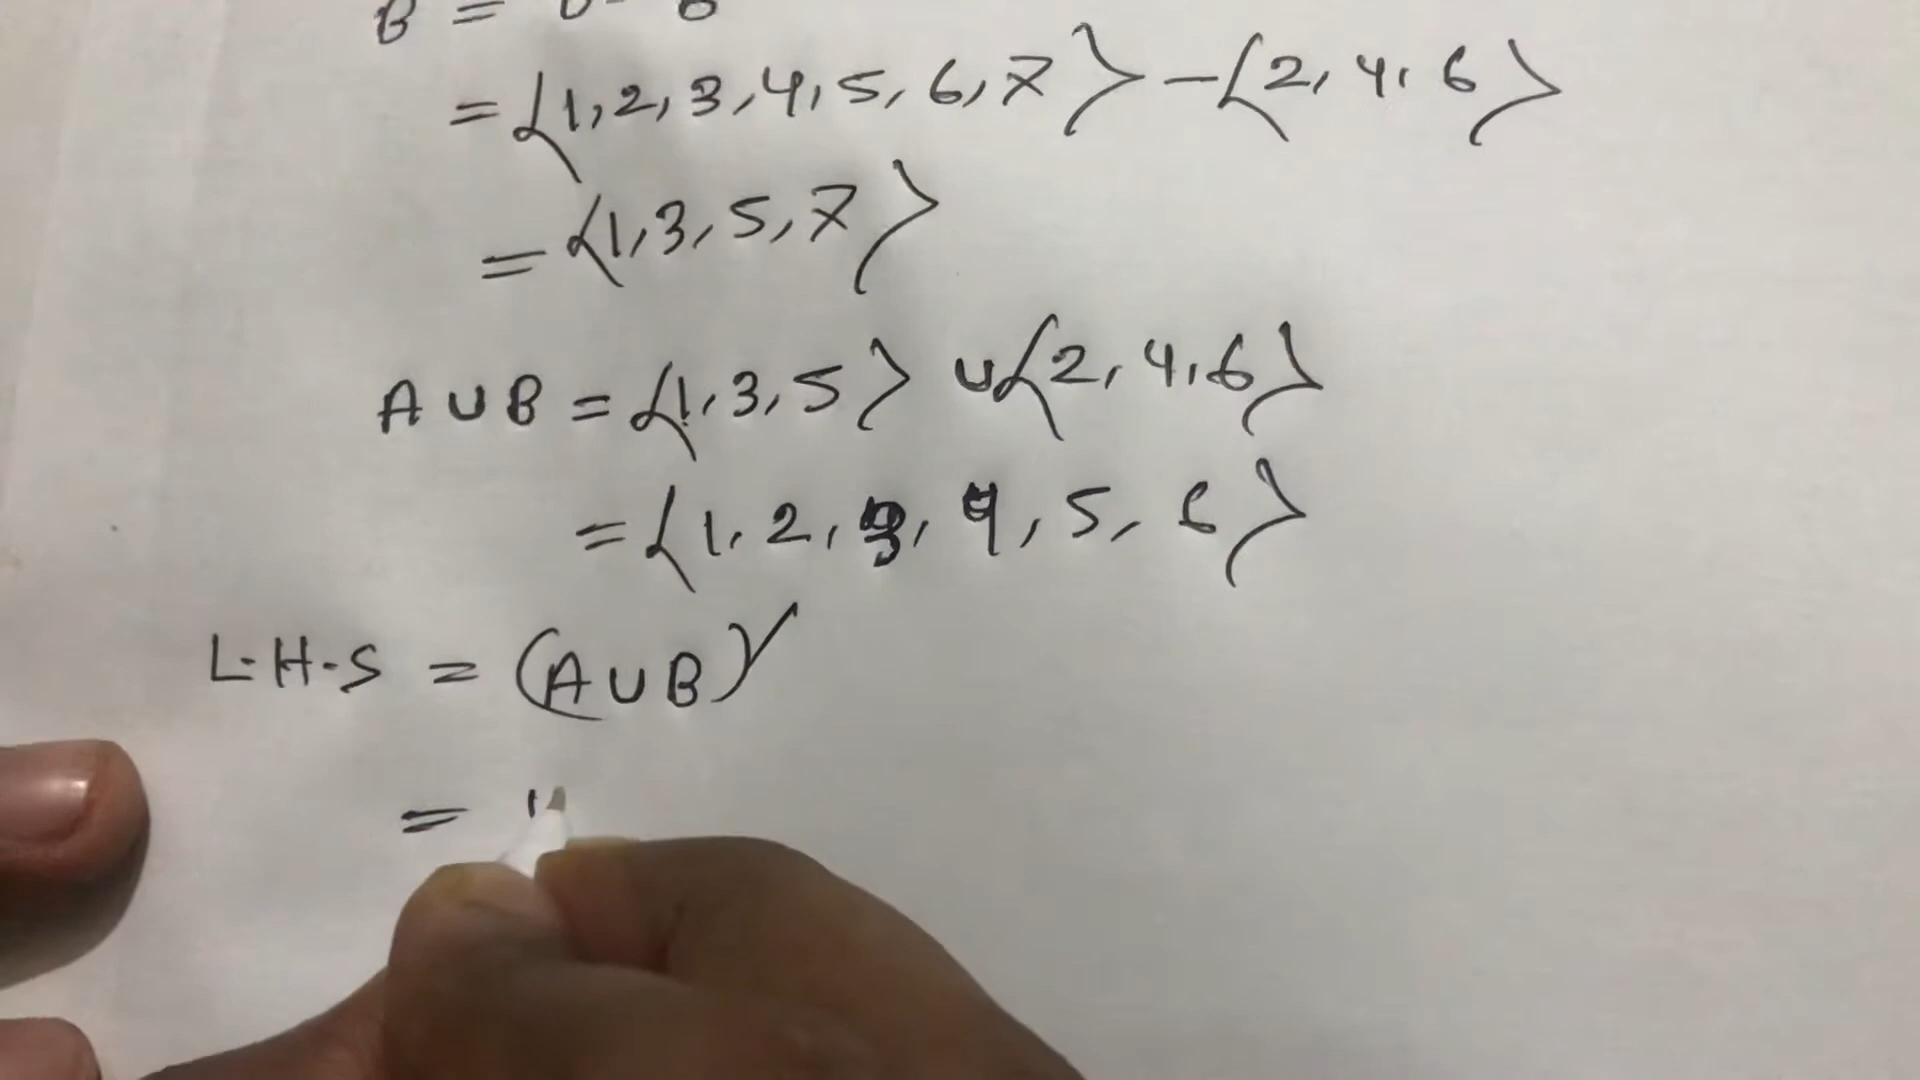 B = U - B
= {1, 2, 3, 4, 5, 6, 7} - {2, 4, 6}
= {1, 3, 5, 7}
A ∪ B = {1, 3, 5} ∪ {2, 4, 6}
= {1, 2, 3, 4, 5, 6}
L.H.S = (A ∪ B)′
=